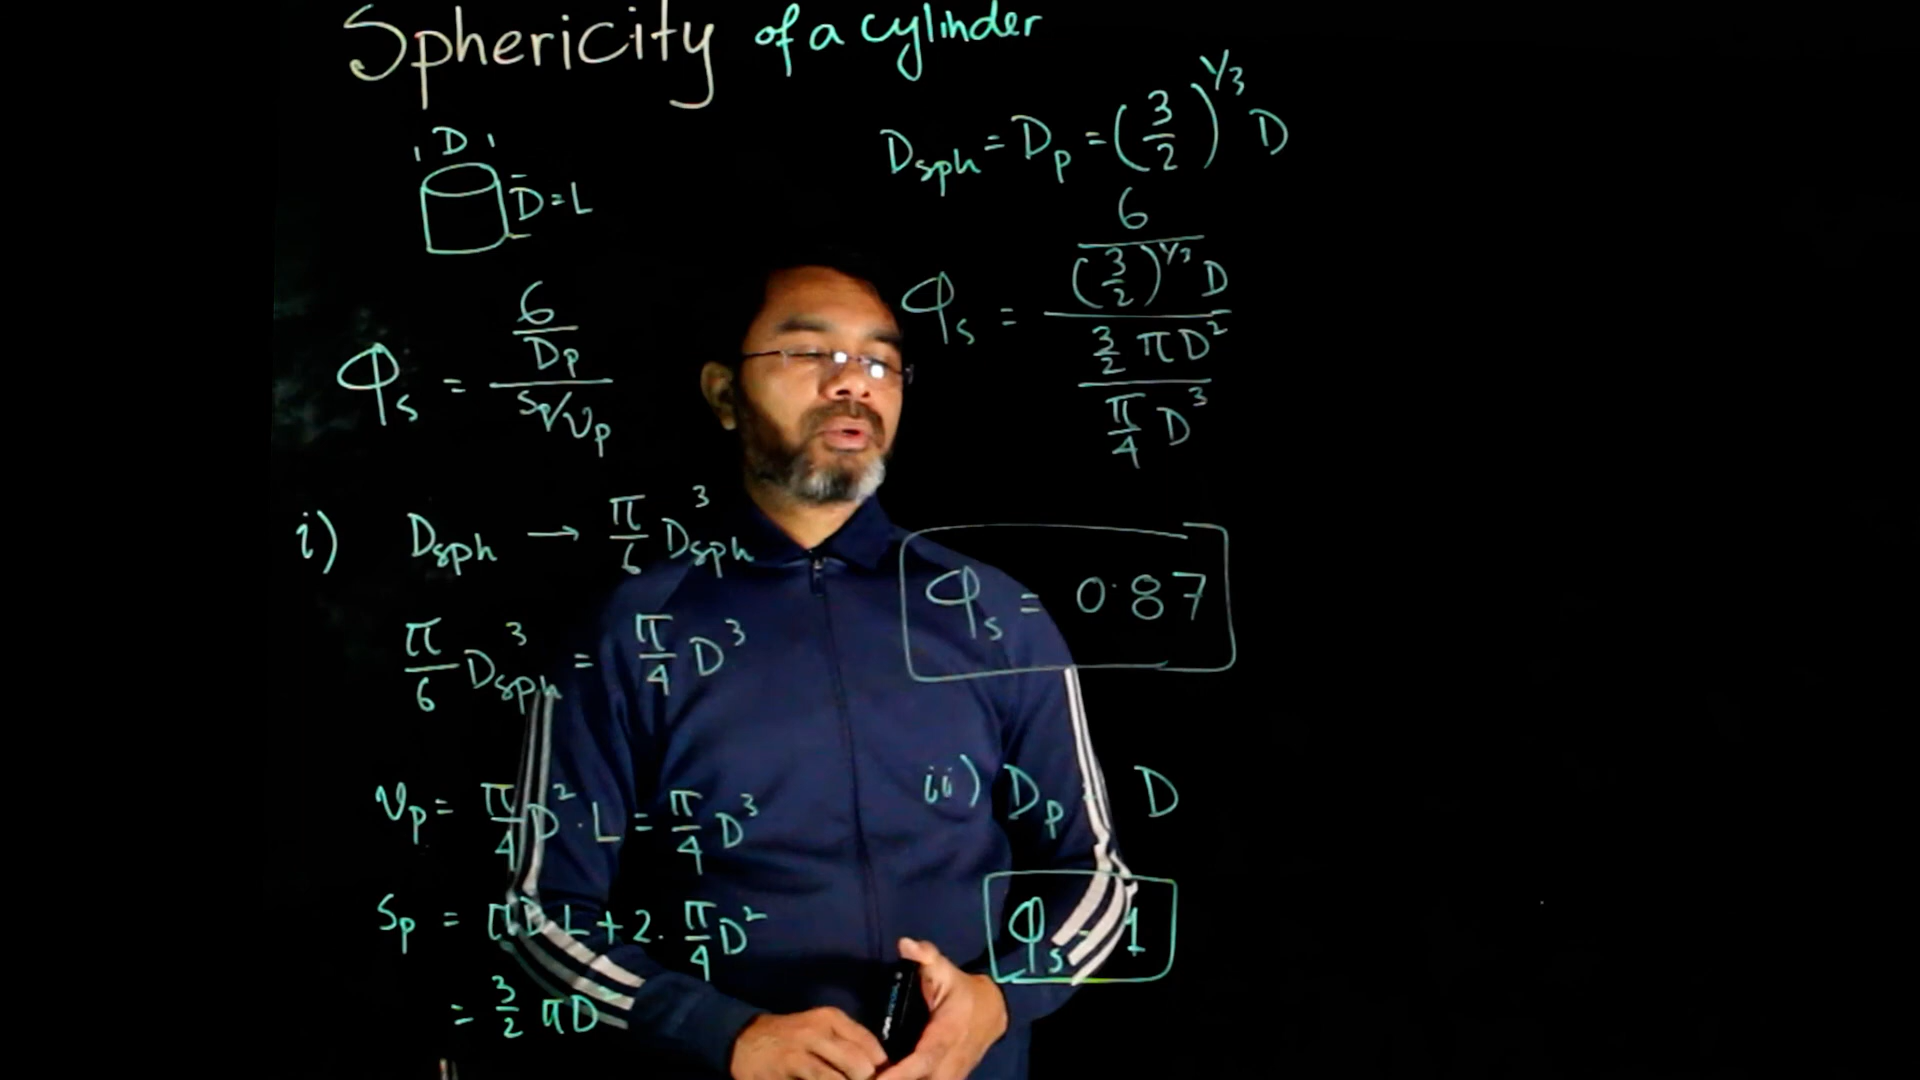 Sphericity of a cylinder
D
D = L
φs = (6/Dp) / (Sp/Vp)
i) Dsph → π/6 Dsph³
π/6 Dsph³ = π/4 D³
Vp = π/4 D² · L = π/4 D³
Sp = πD L + 2 · π/4 D²
= 3/2 πD
Dsph = Dp = (3/2)^1/3 D
φs = (6 / (3/2)^1/3 D) / (3/2 πD² / π/4 D³)
φs = 0.87
ii) Dp = D
φs = 1